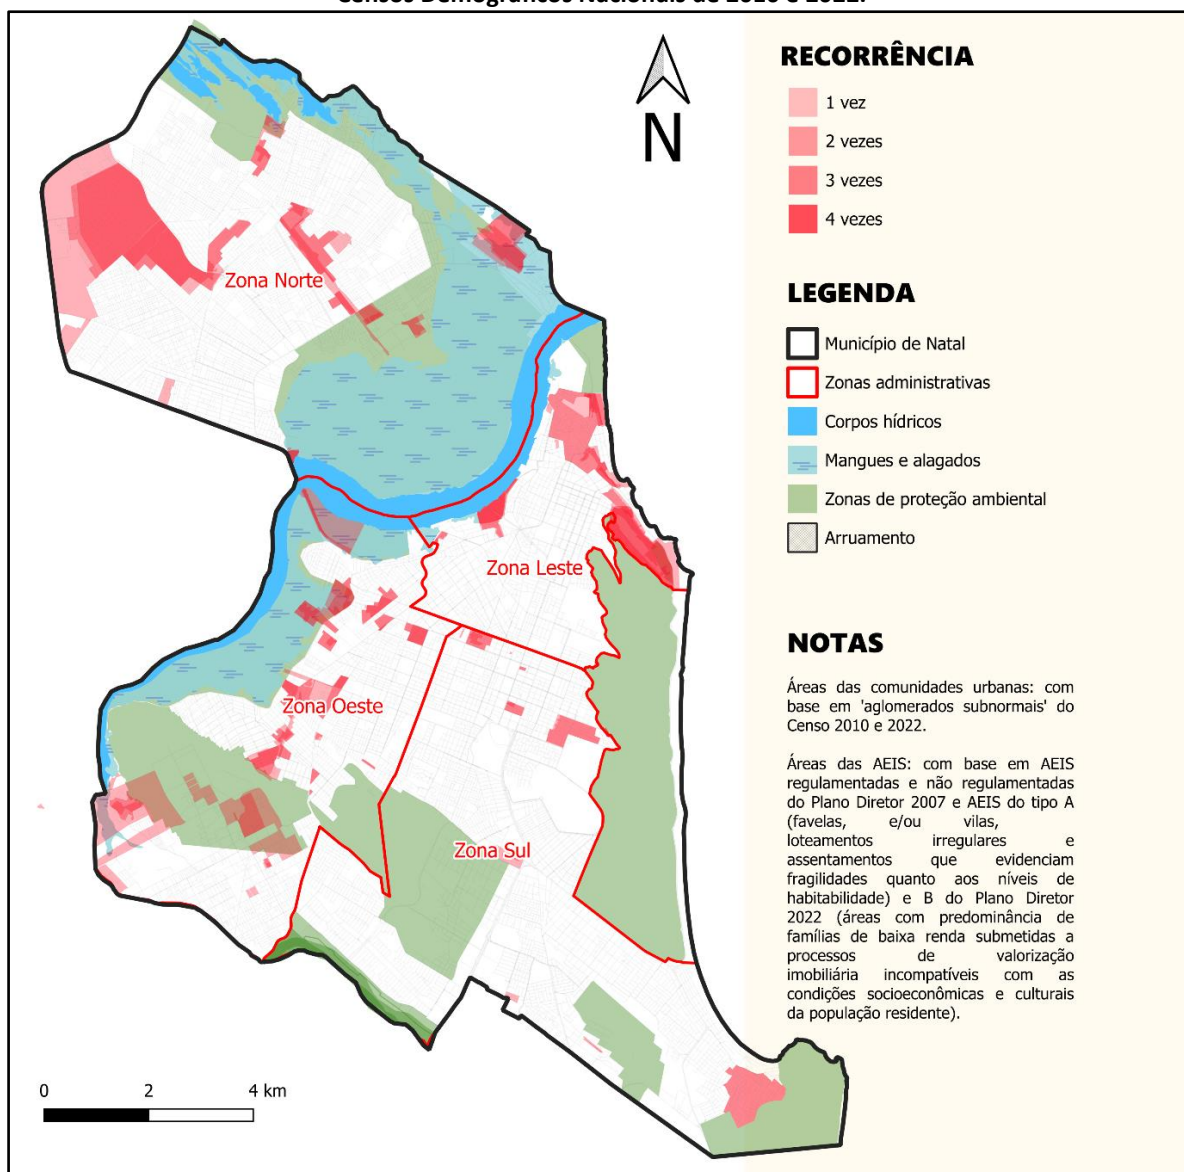 Censos Demográficos Nacionais de 2010 e 2022.
N
Zona Norte
Zona Leste
Zona Oeste
Zona Sul
0 2 4 km
RECORRÊNCIA
1 vez
2 vezes
3 vezes
4 vezes
LEGENDA
Município de Natal
Zonas administrativas
Corpos hídricos
Mangues e alagados
Zonas de proteção ambiental
Arruamento
NOTAS
Áreas das comunidades urbanas: com
base em 'aglomerados subnormais' do
Censo 2010 e 2022.
Áreas das AEIS: com base em AEIS
regulamentadas e não regulamentadas
do Plano Diretor 2007 e AEIS do tipo A
(favelas, e/ou vilas,
loteamentos irregulares e
assentamentos que evidenciam
fragilidades quanto aos níveis de
habitabilidade) e B do Plano Diretor
2022 (áreas com predominância de
famílias de baixa renda submetidas a
processos de valorização
imobiliária incompatíveis com as
condições socioeconômicas e culturais
da população residente).